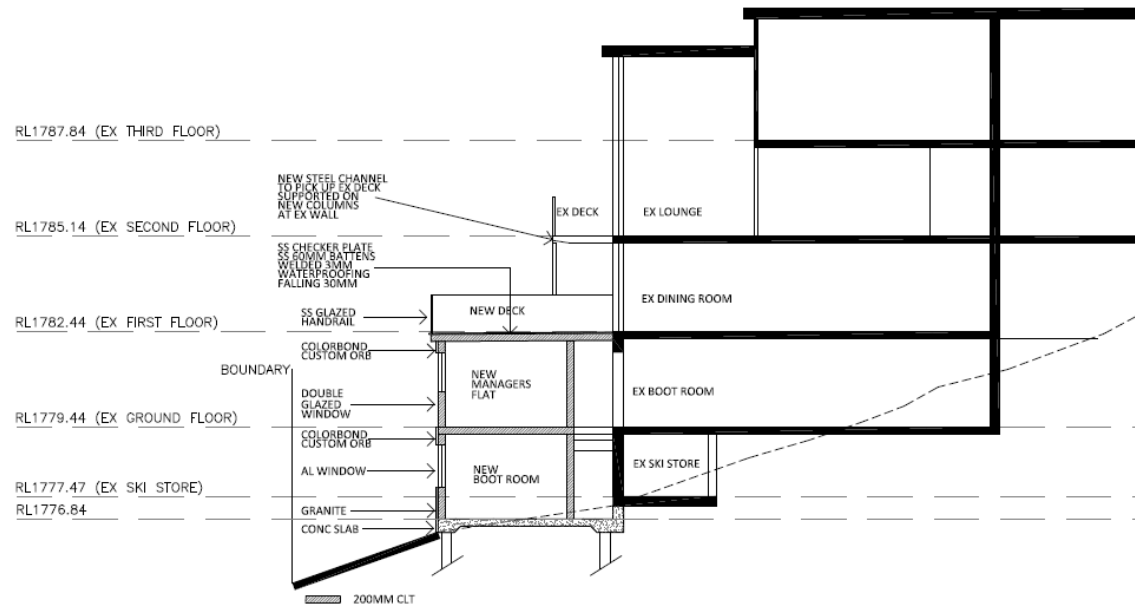 RL1787.84 (EX THIRD FLOOR)
NEW STEEL CHANNEL
TO PICK UP EX DECK
SUPPORTED ON
NEW COLUMNS
AT EX WALL
EX DECK
EX LOUNGE
RL1785.14 (EX SECOND FLOOR)
SS CHECKER PLATE
SS 60MM BATTENS
WELDED 3MM
WATERPROOFING
FALLING 30MM
EX DINING ROOM
NEW DECK
SS GLAZED
HANDRAIL
RL1782.44 (EX FIRST FLOOR)
COLORBOND
CUSTOM ORB
BOUNDARY
NEW
MANAGERS
FLAT
EX BOOT ROOM
DOUBLE
GLAZED
WINDOW
RL1779.44 (EX GROUND FLOOR)
COLORBOND
CUSTOM ORB
AL WINDOW
NEW
BOOT ROOM
EX SKI STORE
RL1777.47 (EX SKI STORE)
RL1776.84
GRANITE
CONC SLAB
200MM CLT